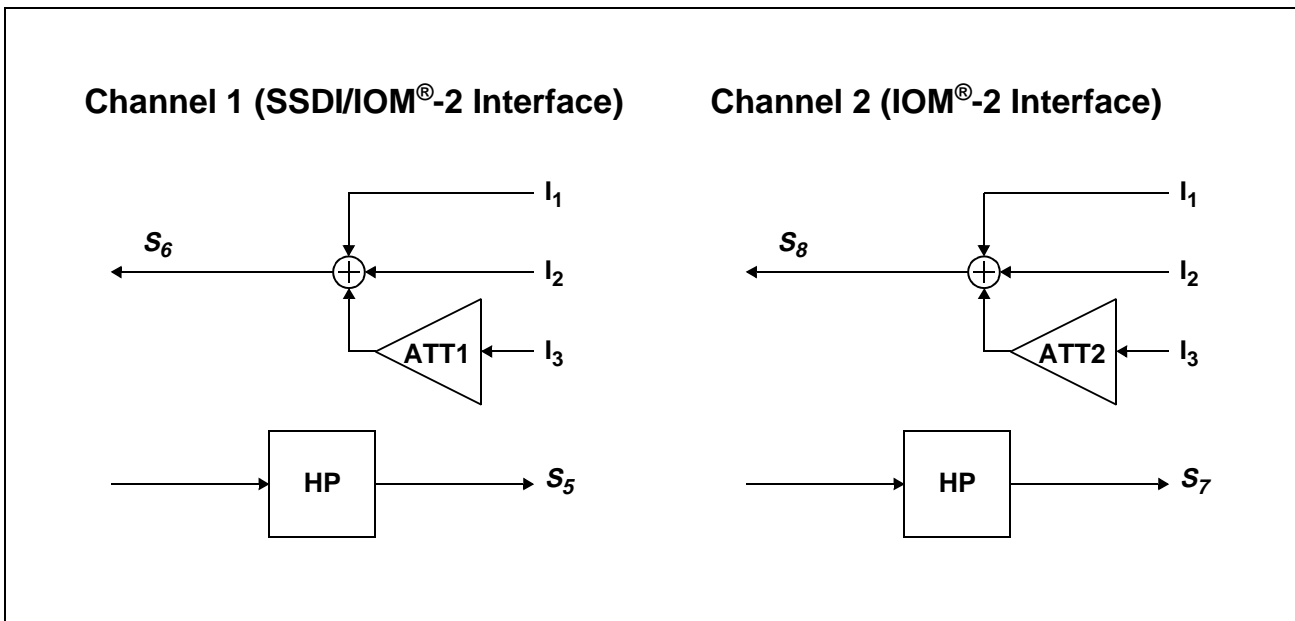 Channel 1 (SSDI/IOM®-2 Interface)
I₁
S₆
I₂
ATT1
I₃
HP
S₅
Channel 2 (IOM®-2 Interface)
I₁
S₈
I₂
ATT2
I₃
HP
S₇